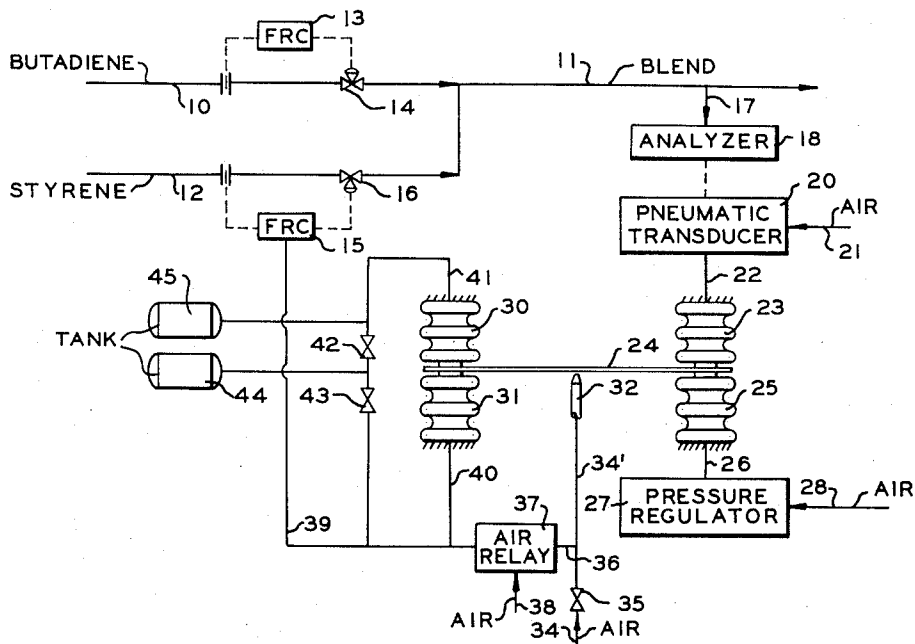 13
FRC
BUTADIENE
10
14
11
BLEND
17
ANALYZER
18
STYRENE
12
16
FRC
15
20
PNEUMATIC
TRANSDUCER
AIR
21
22
45
41
30
23
TANK
42
24
44
43
31
32
25
34'
26
40
27
PRESSURE
REGULATOR
28
AIR
39
37
AIR
RELAY
36
35
AIR
38
34
AIR